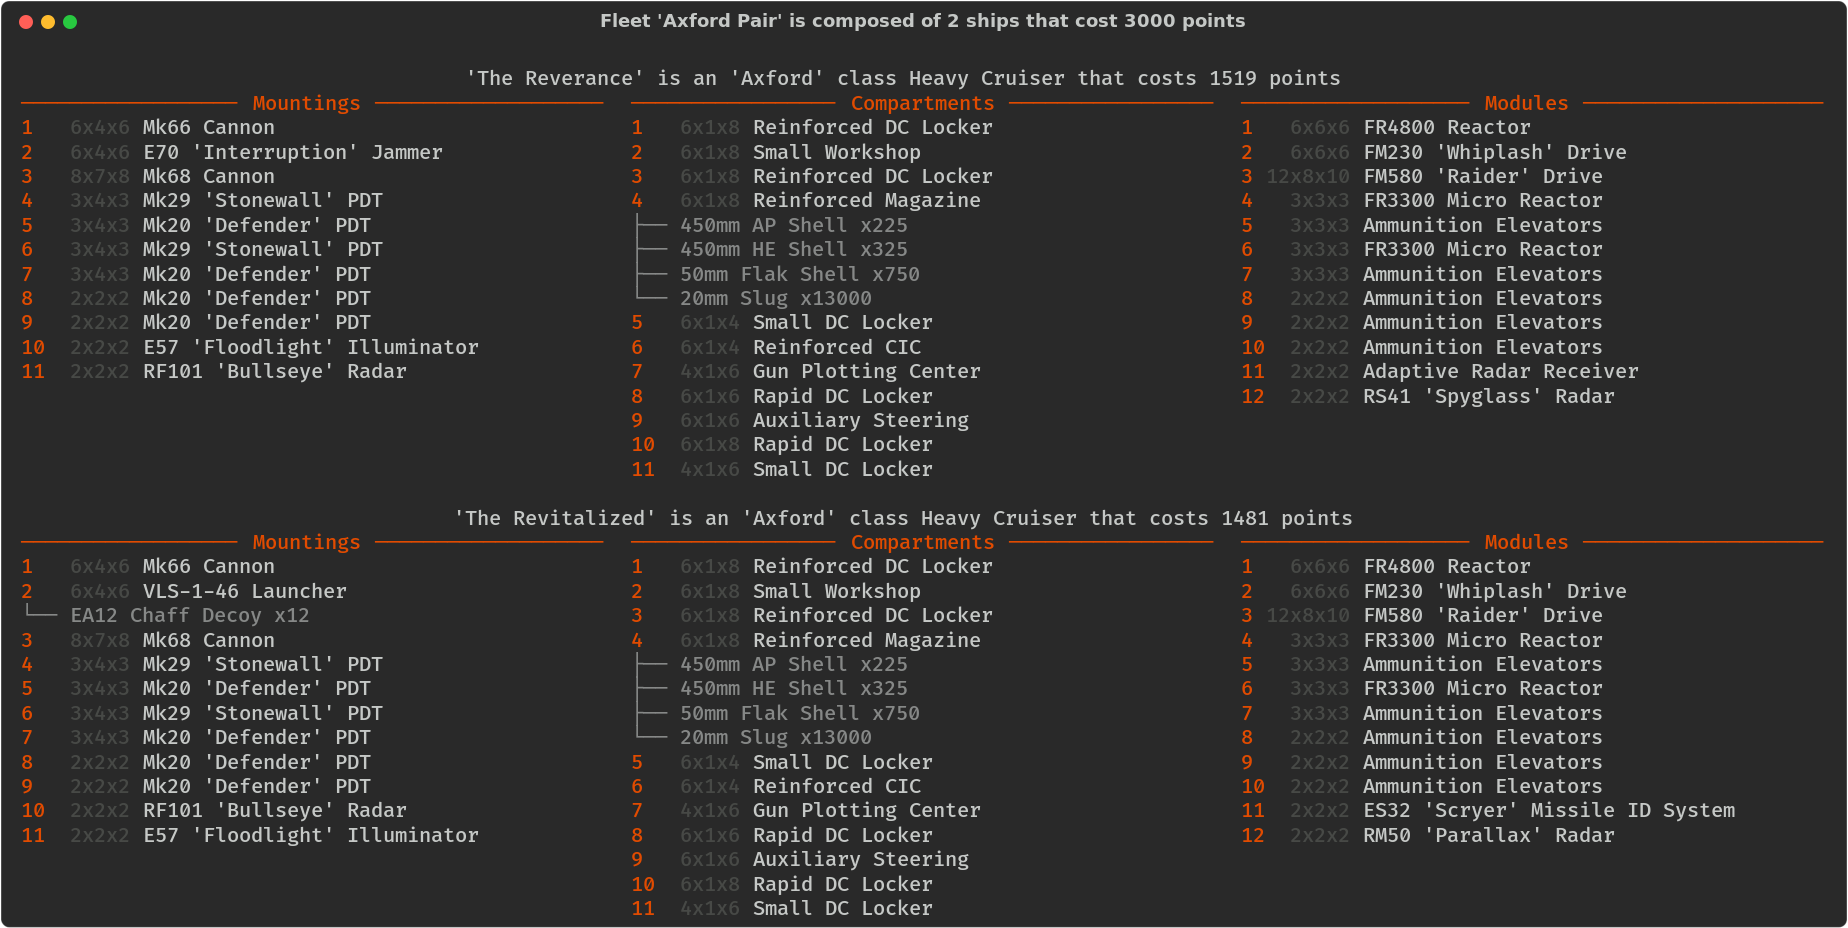 Fleet 'Axford Pair' is composed of 2 ships that cost 3000 points
'The Reverance' is an 'Axford' class Heavy Cruiser that costs 1519 points
Mountings
1 6x4x6 Mk66 Cannon
2 6x4x6 E70 'Interruption' Jammer
3 8x7x8 Mk68 Cannon
4 3x4x3 Mk29 'Stonewall' PDT
5 3x4x3 Mk20 'Defender' PDT
6 3x4x3 Mk29 'Stonewall' PDT
7 3x4x3 Mk20 'Defender' PDT
8 2x2x2 Mk20 'Defender' PDT
9 2x2x2 Mk20 'Defender' PDT
10 2x2x2 E57 'Floodlight' Illuminator
11 2x2x2 RF101 'Bullseye' Radar
Compartments
1 6x1x8 Reinforced DC Locker
2 6x1x8 Small Workshop
3 6x1x8 Reinforced DC Locker
4 6x1x8 Reinforced Magazine
450mm AP Shell x225
450mm HE Shell x325
50mm Flak Shell x750
20mm Slug x13000
5 6x1x4 Small DC Locker
6 6x1x4 Reinforced CIC
7 4x1x6 Gun Plotting Center
8 6x1x6 Rapid DC Locker
9 6x1x6 Auxiliary Steering
10 6x1x8 Rapid DC Locker
11 4x1x6 Small DC Locker
Modules
1 6x6x6 FR4800 Reactor
2 6x6x6 FM230 'Whiplash' Drive
3 12x8x10 FM580 'Raider' Drive
4 3x3x3 FR3300 Micro Reactor
5 3x3x3 Ammunition Elevators
6 3x3x3 FR3300 Micro Reactor
7 3x3x3 Ammunition Elevators
8 2x2x2 Ammunition Elevators
9 2x2x2 Ammunition Elevators
10 2x2x2 Ammunition Elevators
11 2x2x2 Adaptive Radar Receiver
12 2x2x2 RS41 'Spyglass' Radar
'The Revitalized' is an 'Axford' class Heavy Cruiser that costs 1481 points
Mountings
1 6x4x6 Mk66 Cannon
2 6x4x6 VLS-1-46 Launcher
EA12 Chaff Decoy x12
3 8x7x8 Mk68 Cannon
4 3x4x3 Mk29 'Stonewall' PDT
5 3x4x3 Mk20 'Defender' PDT
6 3x4x3 Mk29 'Stonewall' PDT
7 3x4x3 Mk20 'Defender' PDT
8 2x2x2 Mk20 'Defender' PDT
9 2x2x2 Mk20 'Defender' PDT
10 2x2x2 RF101 'Bullseye' Radar
11 2x2x2 E57 'Floodlight' Illuminator
Compartments
1 6x1x8 Reinforced DC Locker
2 6x1x8 Small Workshop
3 6x1x8 Reinforced DC Locker
4 6x1x8 Reinforced Magazine
450mm AP Shell x225
450mm HE Shell x325
50mm Flak Shell x750
20mm Slug x13000
5 6x1x4 Small DC Locker
6 6x1x4 Reinforced CIC
7 4x1x6 Gun Plotting Center
8 6x1x6 Rapid DC Locker
9 6x1x6 Auxiliary Steering
10 6x1x8 Rapid DC Locker
11 4x1x6 Small DC Locker
Modules
1 6x6x6 FR4800 Reactor
2 6x6x6 FM230 'Whiplash' Drive
3 12x8x10 FM580 'Raider' Drive
4 3x3x3 FR3300 Micro Reactor
5 3x3x3 Ammunition Elevators
6 3x3x3 FR3300 Micro Reactor
7 3x3x3 Ammunition Elevators
8 2x2x2 Ammunition Elevators
9 2x2x2 Ammunition Elevators
10 2x2x2 Ammunition Elevators
11 2x2x2 ES32 'Scryer' Missile ID System
12 2x2x2 RM50 'Parallax' Radar